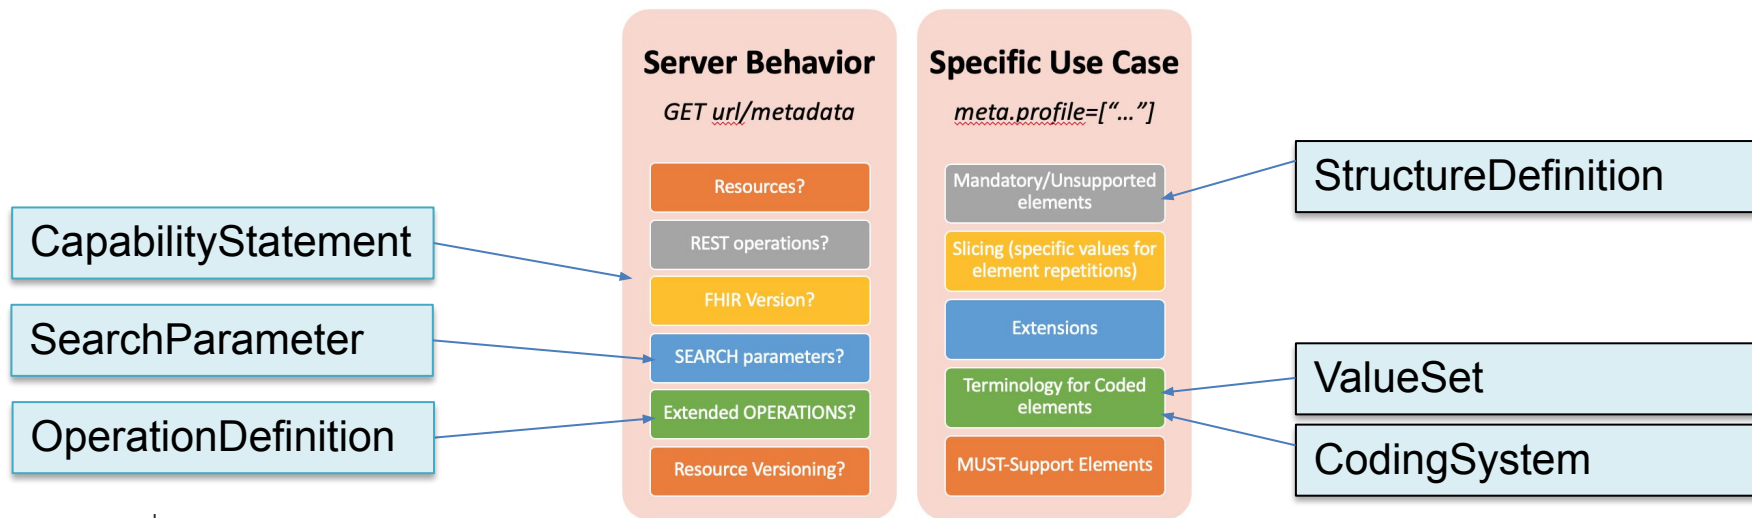 Server Behavior
GET url/metadata
Resources?
REST operations?
FHIR Version?
SEARCH parameters?
Extended OPERATIONS?
Resource Versioning?
Specific Use Case
meta.profile=["…"]
Mandatory/Unsupported
elements
Slicing (specific values for
element repetitions)
Extensions
Terminology for Coded
elements
MUST-Support Elements
CapabilityStatement
SearchParameter
OperationDefinition
StructureDefinition
ValueSet
CodingSystem